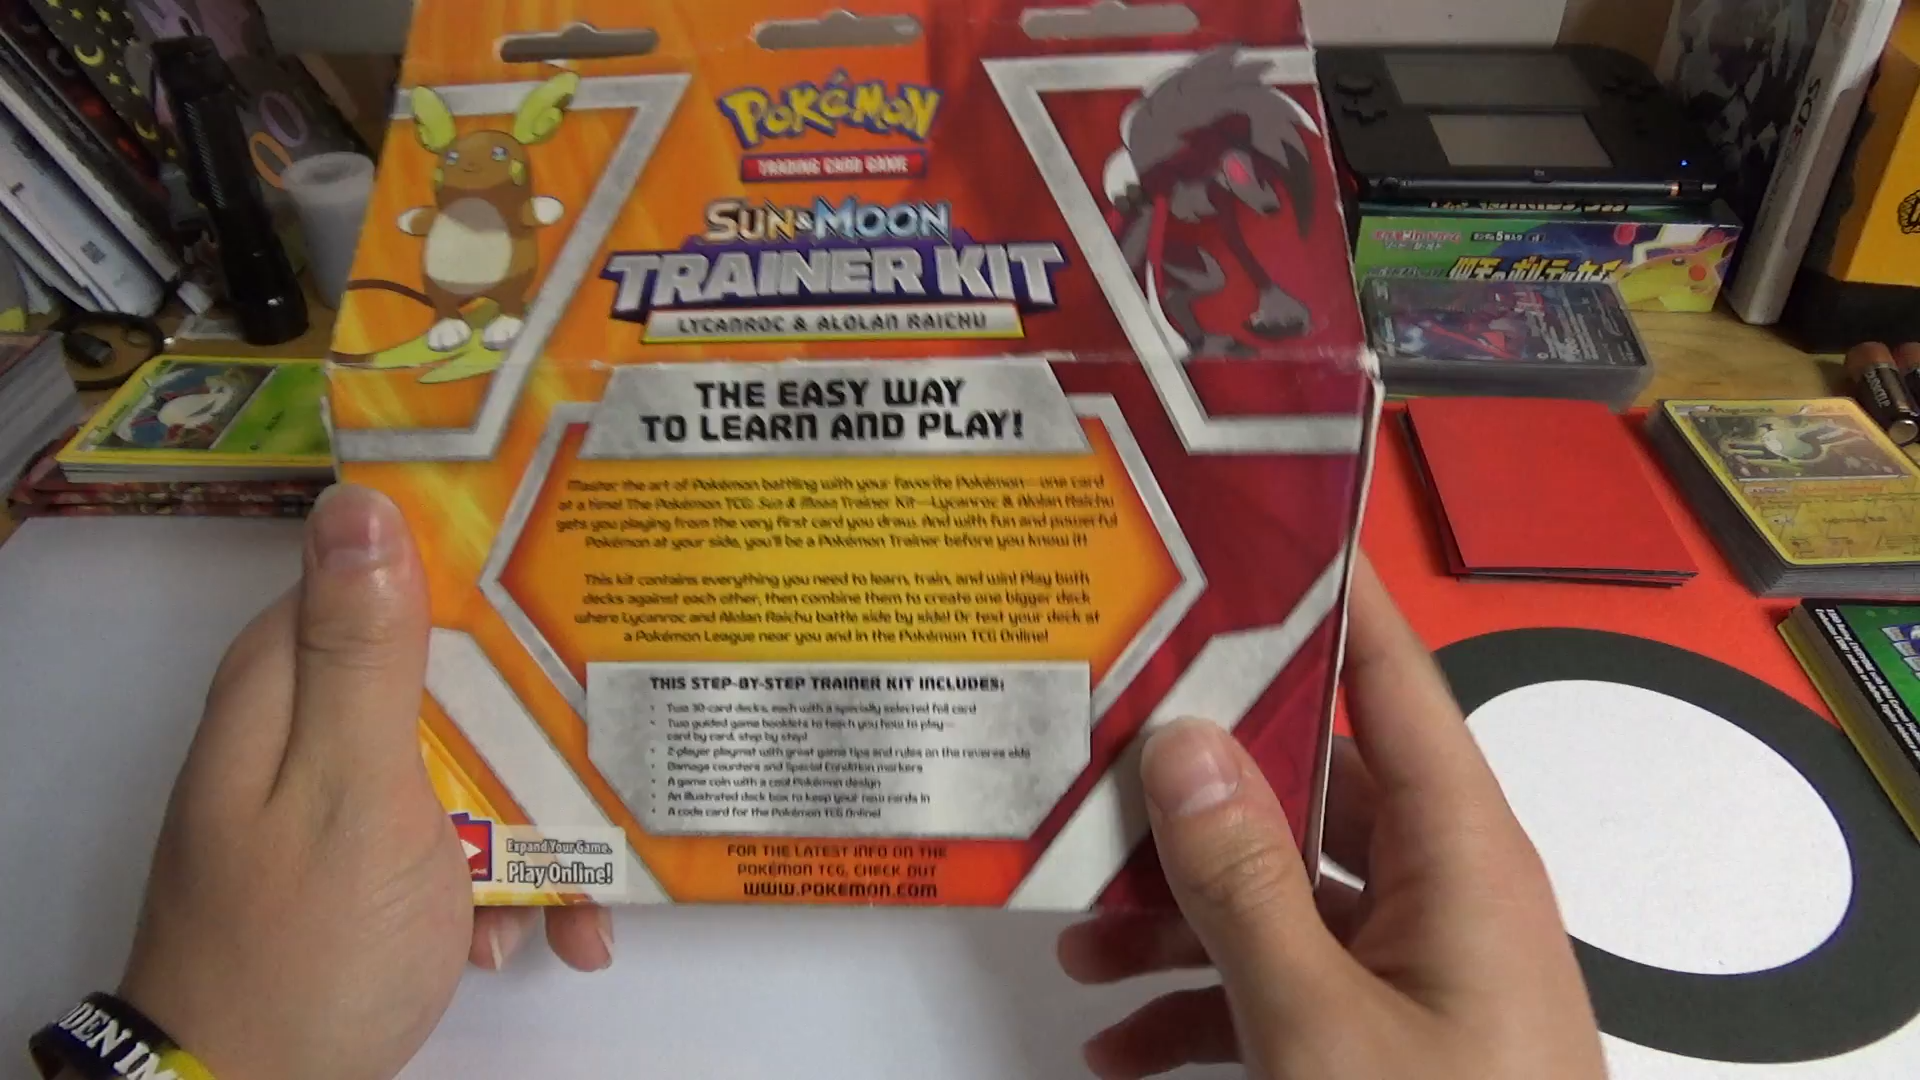 POKéMON
TRADING CARD GAME
SUN & MOON
TRAINER KIT
LYCANROC & ALOLAN RAICHU
THE EASY WAY
TO LEARN AND PLAY!
Master the art of Pokémon battling with your favorite Pokémon—one card
at a time! The Pokémon TCG: Sun & Moon Trainer Kit—Lycanroc & Alolan Raichu
gets you playing from the very first card you draw. And with fun and powerful
Pokémon at your side, you'll be a Pokémon Trainer before you know it!
This kit contains everything you need to learn, train, and win! Play both
decks against each other, then combine them to create one bigger deck
where Lycanroc and Alolan Raichu battle side by side! Or test your deck at
a Pokémon League near you and in the Pokémon TCG Online!
THIS STEP-BY-STEP TRAINER KIT INCLUDES:
• Two 30-card decks, each with a specially selected foil card
• Two guided game booklets to teach you how to play—
card by card, step by step!
• 2-player playmat with great game tips and rules on the reverse side
• Damage counters and Special Condition markers
• A game coin with a cool Pokémon design
• An illustrated deck box to keep your new cards in
• A code card for the Pokémon TCG Online!
Expand Your Game.
Play Online!
FOR THE LATEST INFO ON THE
POKÉMON TCG, CHECK OUT
WWW.POKEMON.COM
3DS
DEN IM